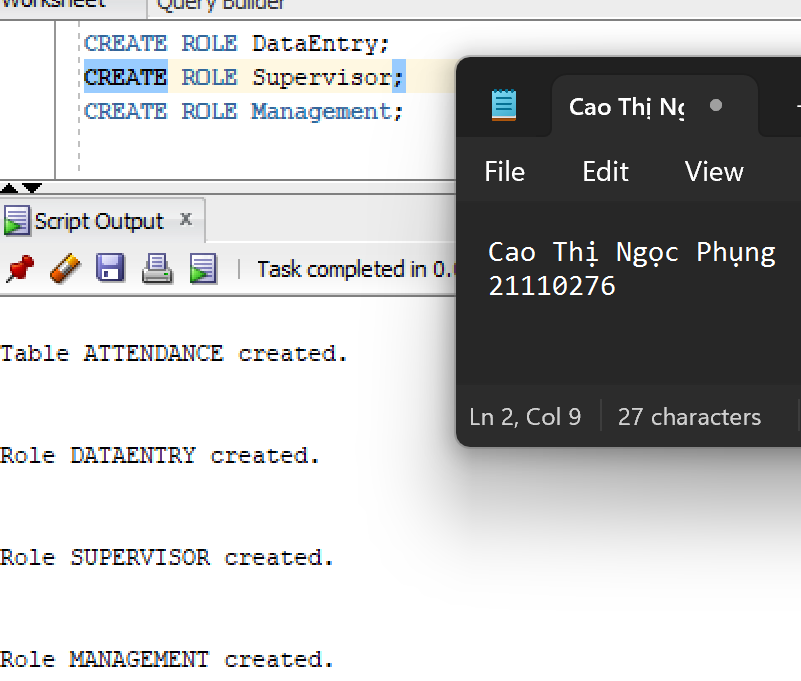 Worksheet Query Builder
CREATE ROLE DataEntry;
CREATE ROLE Supervisor;
CREATE ROLE Management;
Script Output x
Task completed in 0.
Table ATTENDANCE created.
Role DATAENTRY created.
Role SUPERVISOR created.
Role MANAGEMENT created.
Cao Thị Ng
File Edit View
Cao Thị Ngọc Phụng
21110276
Ln 2, Col 9 27 characters